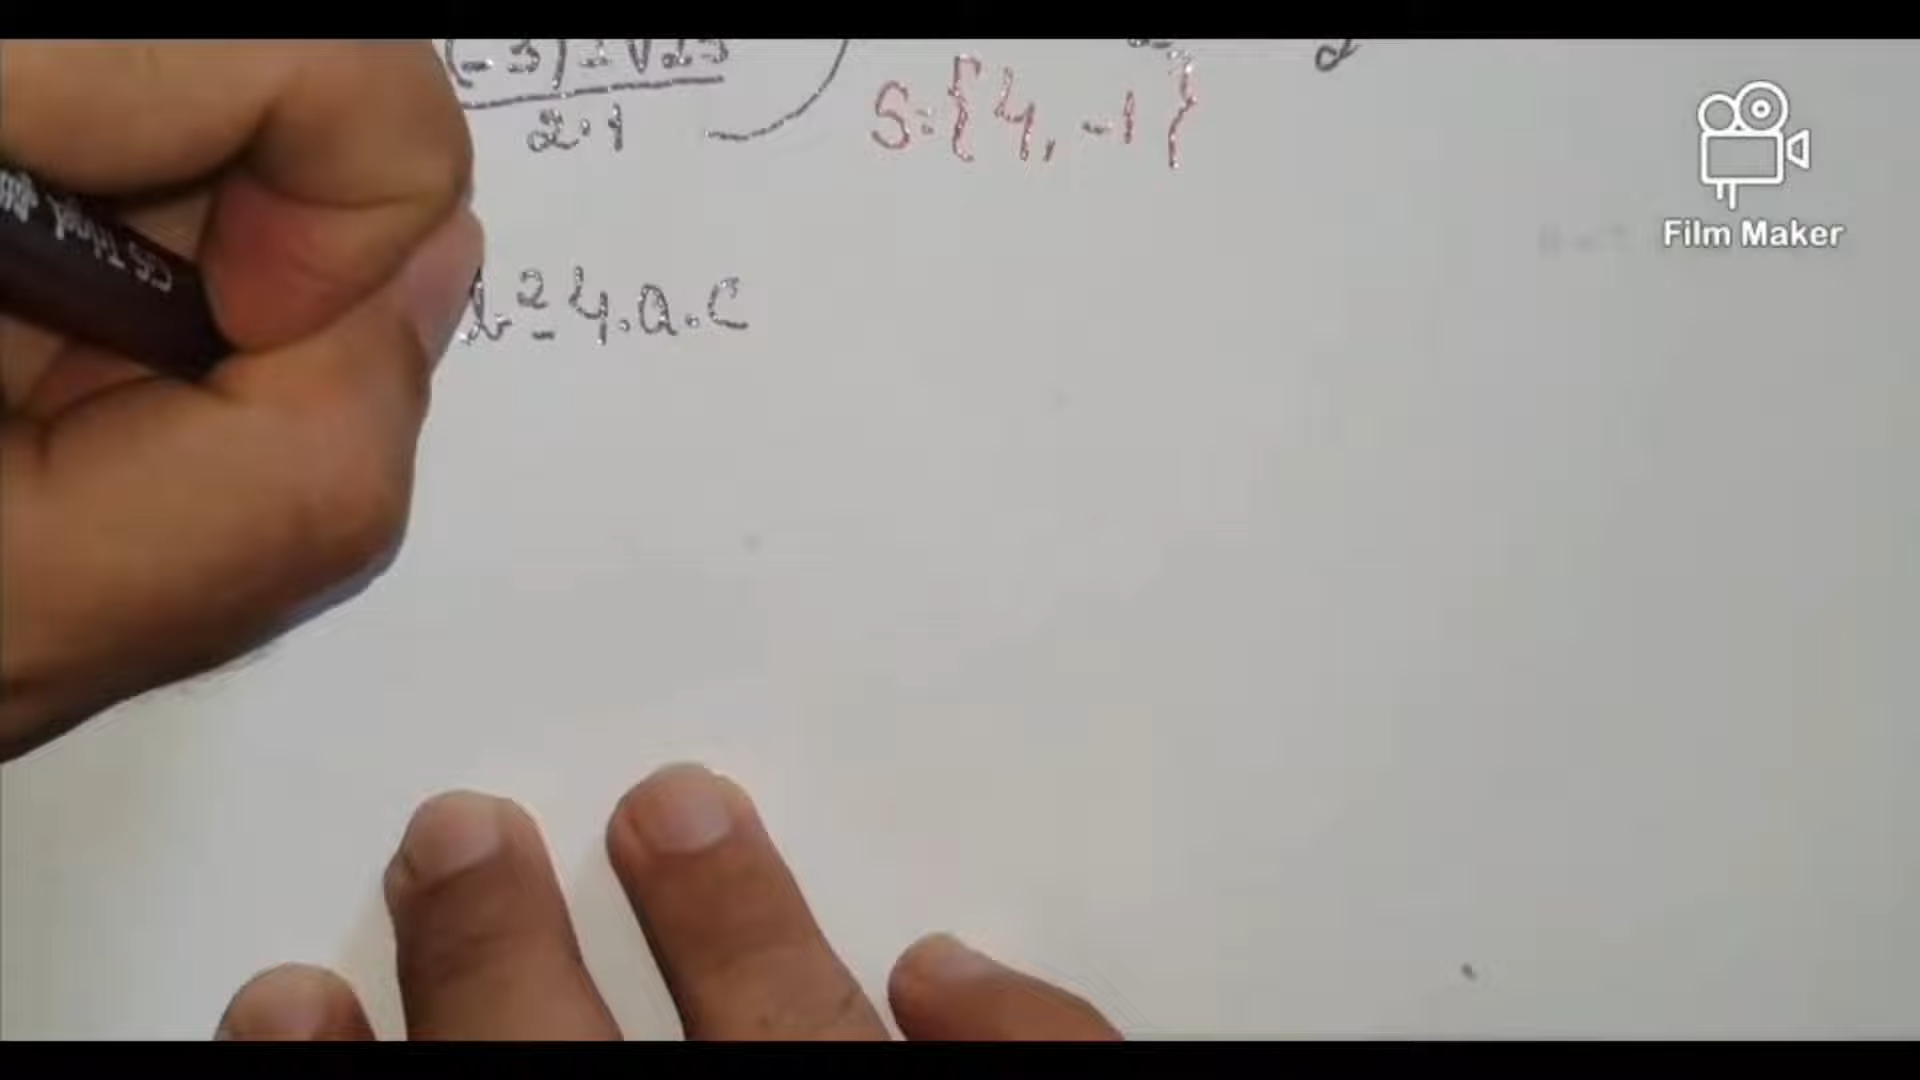 (-3)±√25
2·1
S={4,-1}
b²-4.a.c
Film Maker